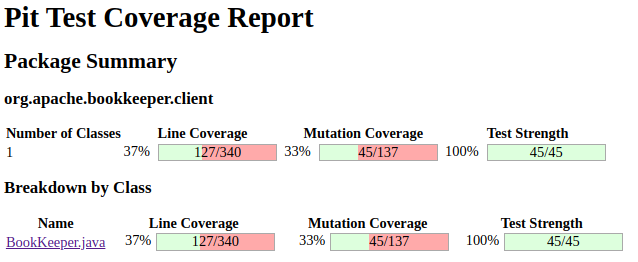 Pit Test Coverage Report
Package Summary
org.apache.bookkeeper.client
Number of Classes Line Coverage Mutation Coverage Test Strength
1 37% 127/340 33% 45/137 100% 45/45
Breakdown by Class
Name Line Coverage Mutation Coverage Test Strength
BookKeeper.java 37% 127/340 33% 45/137 100% 45/45